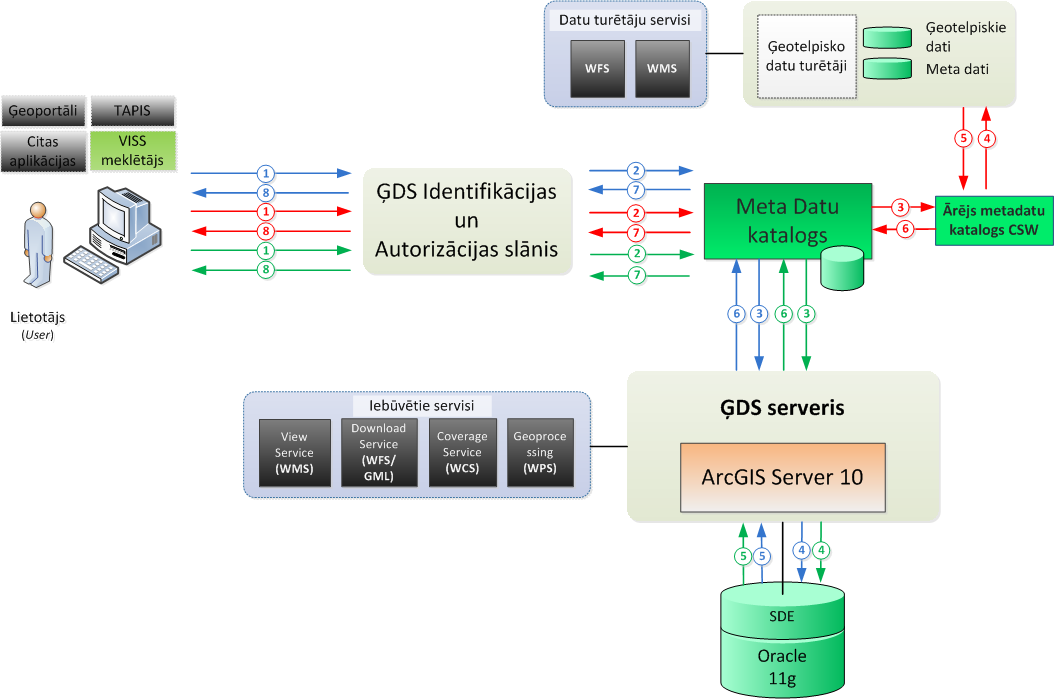 Datu turētāju servisi
WFS
WMS
Ģeotelpisko
datu turētāji
Ģeotelpiskie
dati
Meta dati
5
4
Ģeoportāli
TAPIS
Citas
aplikācijas
VISS
meklētājs
Lietotājs
(User)
1
8
1
8
1
8
ĢDS Identifikācijas
un
Autorizācijas slānis
2
7
2
7
2
7
Meta Datu
katalogs
3
6
Ārējs metadatu
katalogs CSW
6
3
6
3
Iebūvētie servisi
View
Service
(WMS)
Download
Service
(WFS/
GML)
Coverage
Service
(WCS)
Geoproce
ssing
(WPS)
ĢDS serveris
ArcGIS Server 10
5
5
4
4
SDE
Oracle
11g